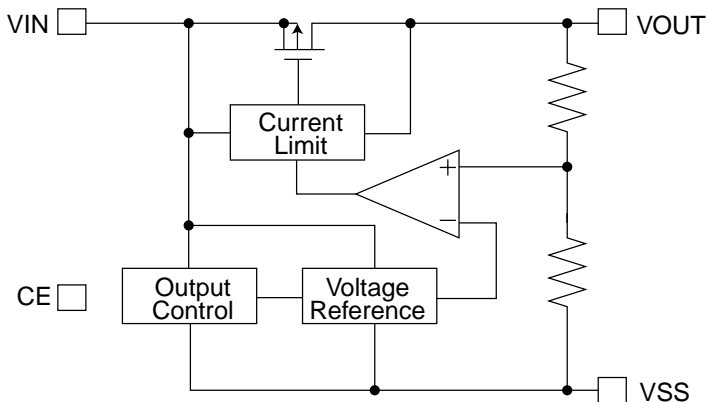 VIN
VOUT
Current
Limit
+
−
CE
Output
Control
Voltage
Reference
VSS